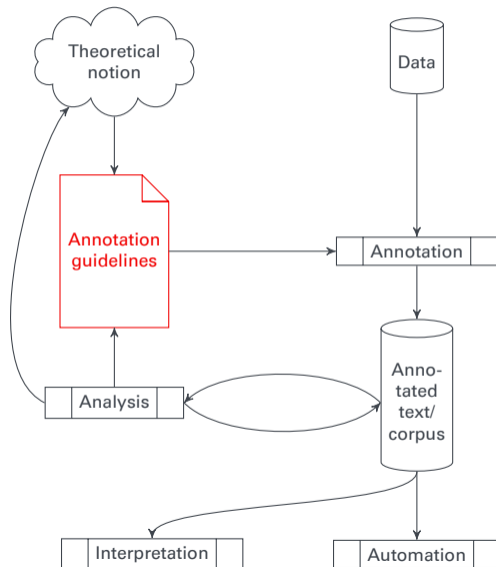 Theoretical
notion
Data
Annotation
guidelines
Annotation
Anno-
tated
text/
corpus
Analysis
Interpretation
Automation